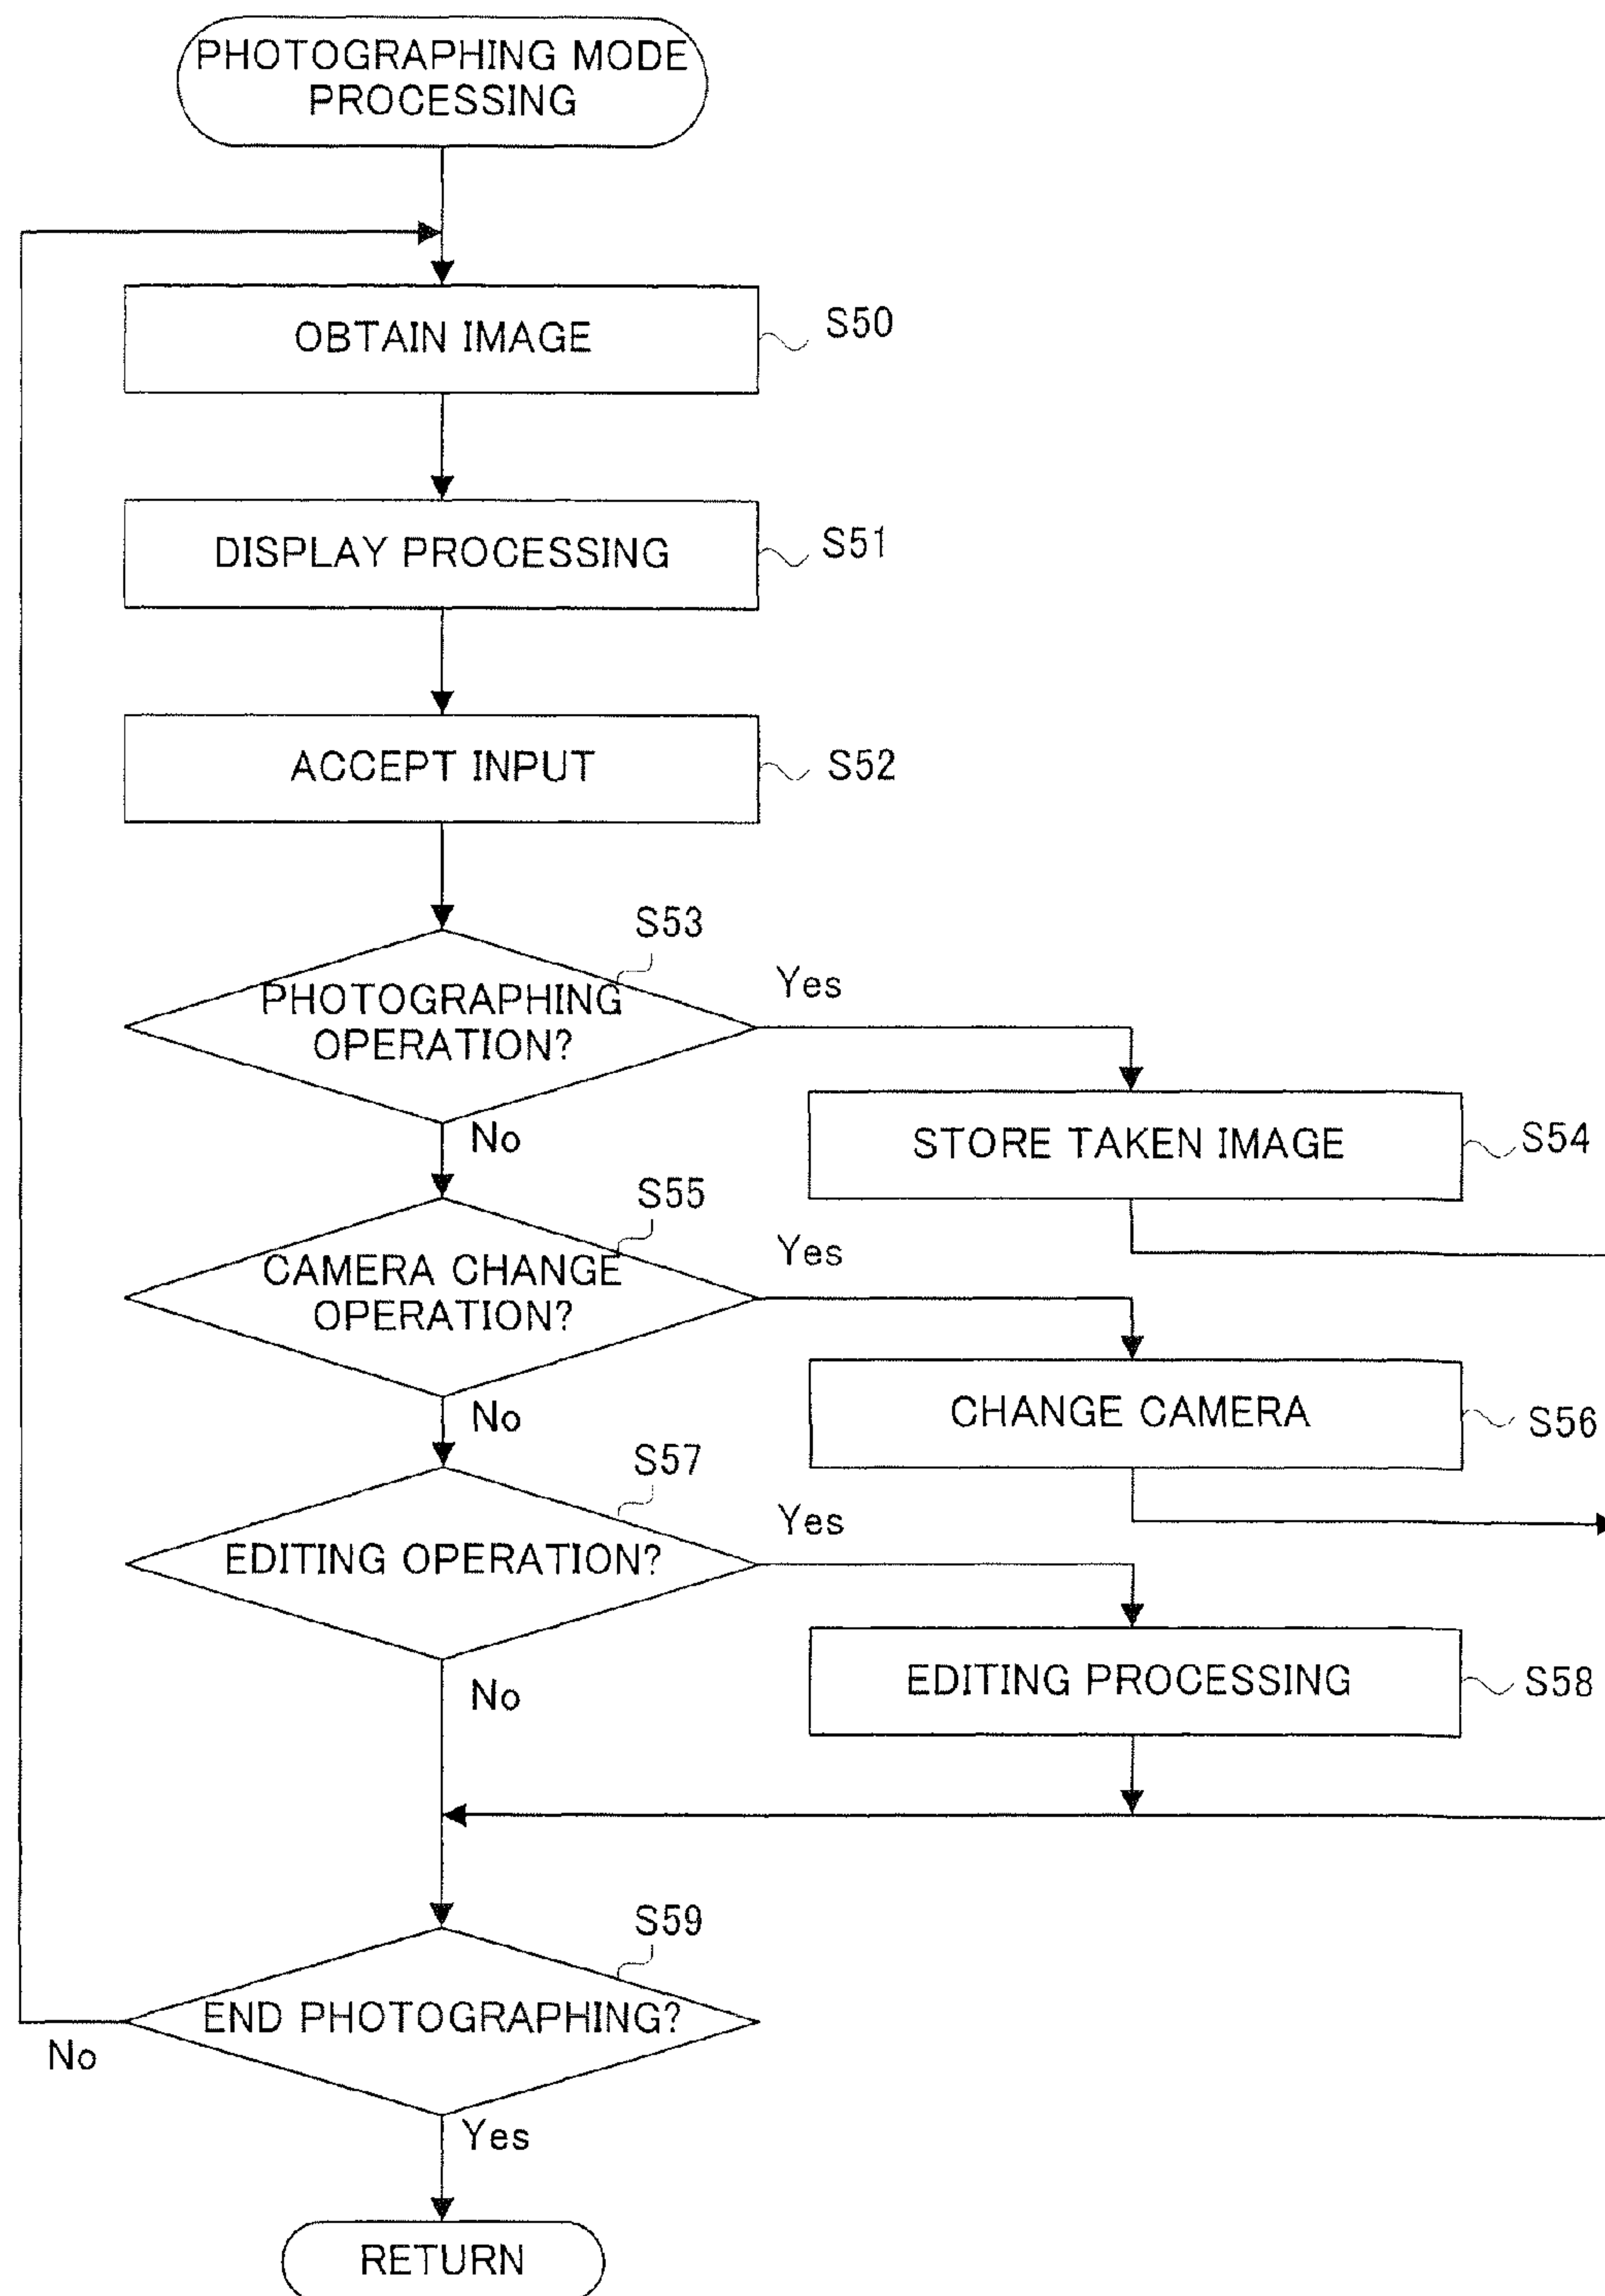 PHOTOGRAPHING MODE
PROCESSING
OBTAIN IMAGE
S50
DISPLAY PROCESSING
S51
ACCEPT INPUT
S52
S53
PHOTOGRAPHING
OPERATION?
Yes
No
STORE TAKEN IMAGE
S54
S55
CAMERA CHANGE
OPERATION?
Yes
No
CHANGE CAMERA
S56
S57
EDITING OPERATION?
Yes
No
EDITING PROCESSING
S58
S59
END PHOTOGRAPHING?
No
Yes
RETURN